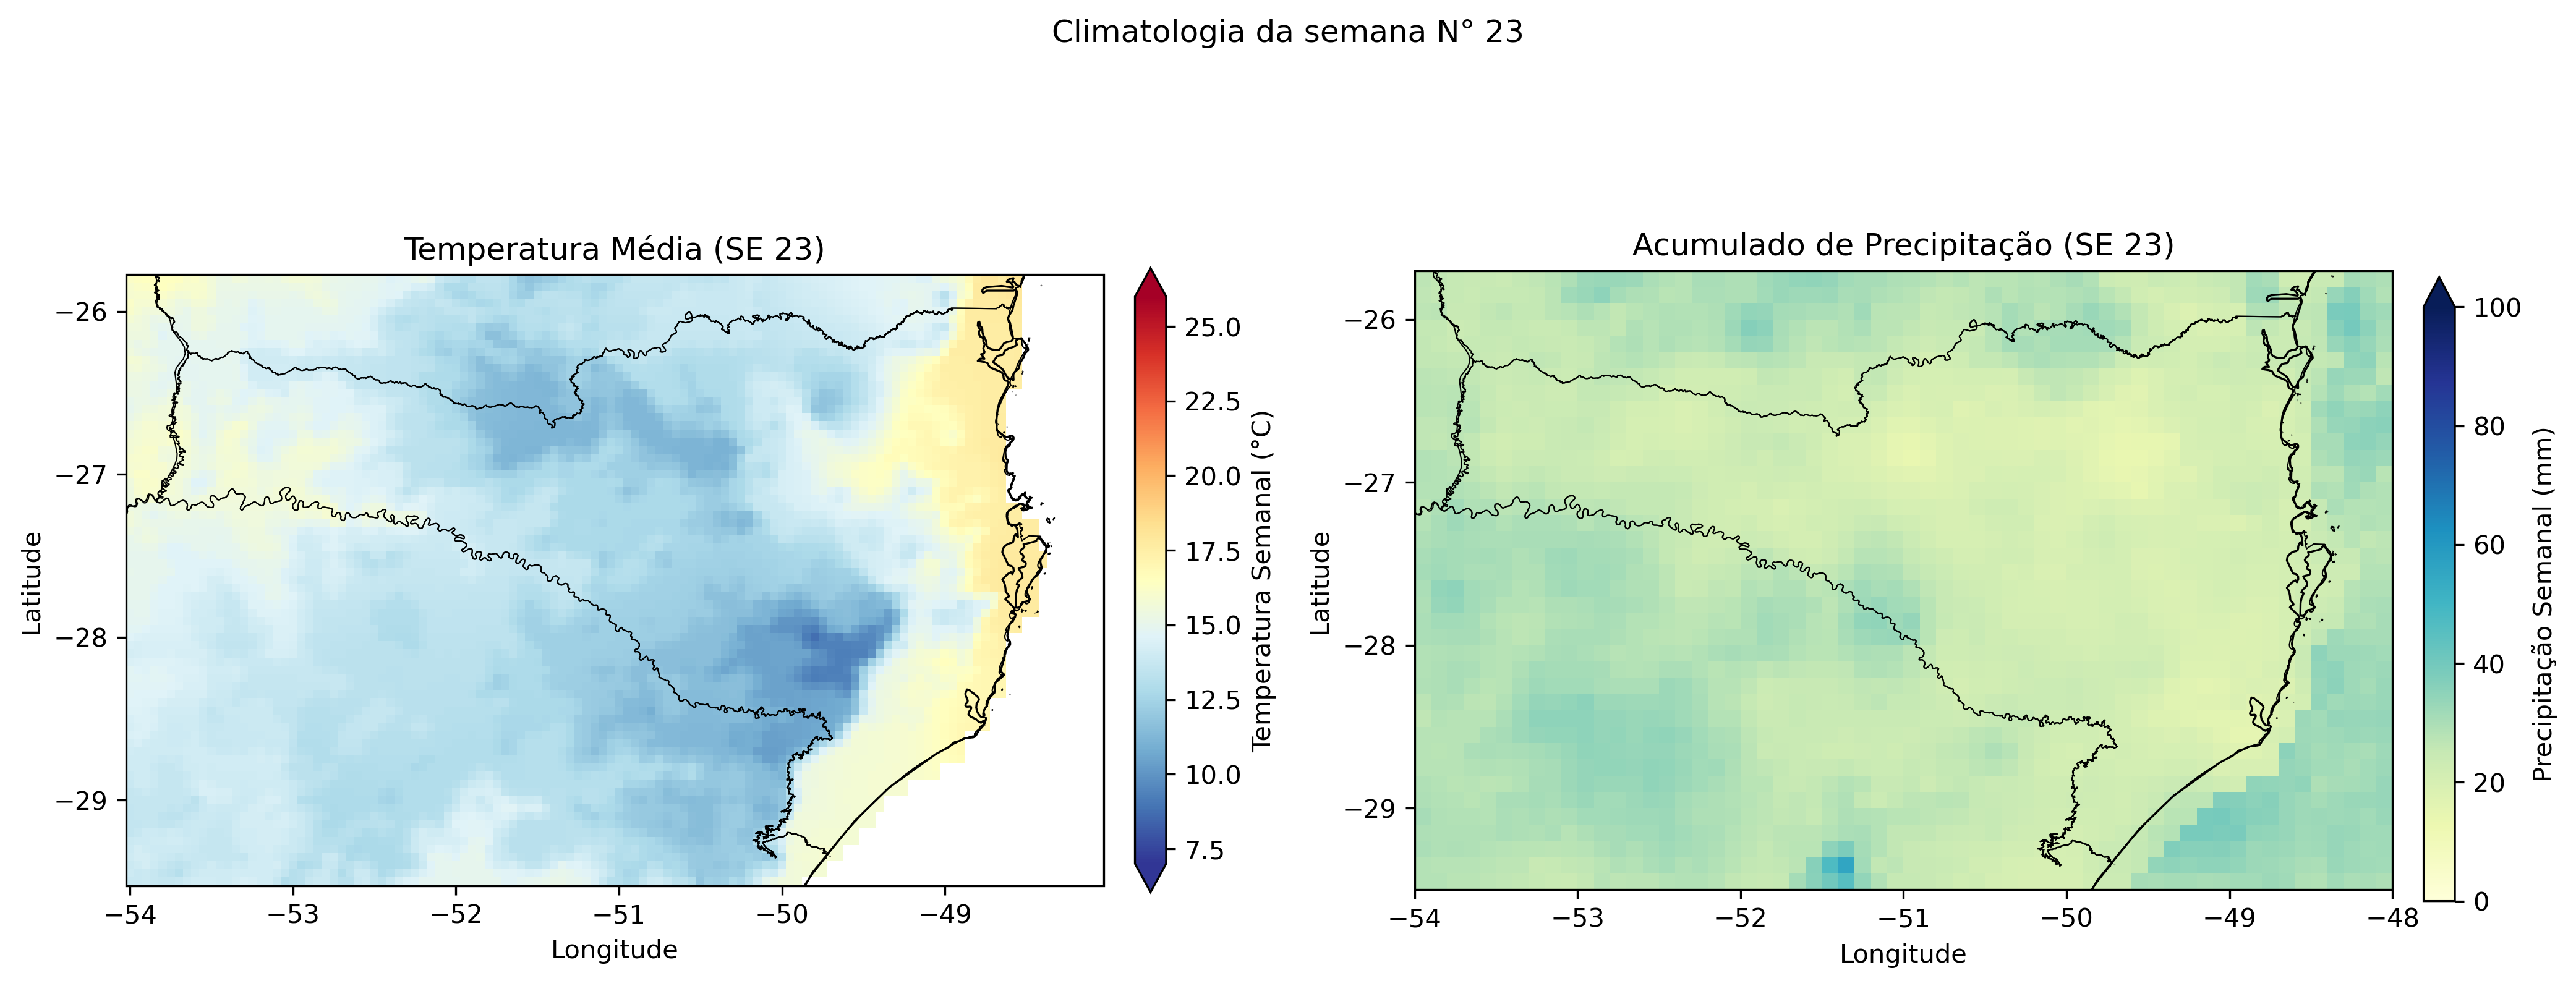 Climatologia da semana N° 23
Temperatura Média (SE 23)
−26
−27
−28
−29
Latitude
−54 −53 −52 −51 −50 −49
Longitude
25.0
22.5
20.0
17.5
15.0
12.5
10.0
7.5
Temperatura Semanal (°C)
Acumulado de Precipitação (SE 23)
−26
−27
−28
−29
Latitude
−54 −53 −52 −51 −50 −49 −48
Longitude
100
80
60
40
20
0
Precipitação Semanal (mm)